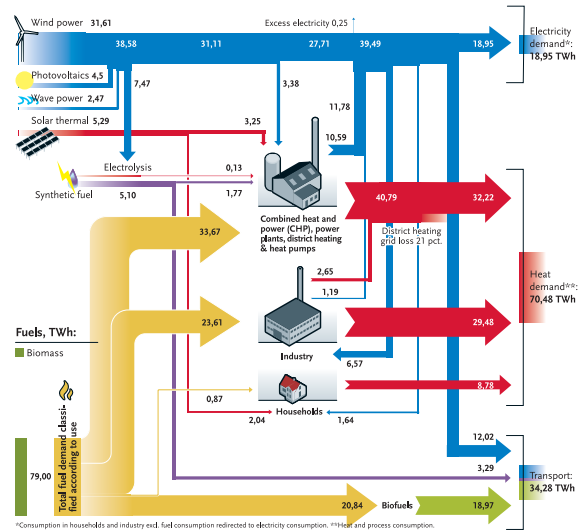 Wind power 31,61
Excess electricity 0,25
Electricity
demand*:
18,95 TWh
38,58
31,11
27,71
39,49
18,95
Photovoltaics 4,5
7,47
3,38
Wave power 2,47
11,78
Solar thermal 5,29
3,25
10,59
Electrolysis
0,13
Synthetic fuel
5,10
1,77
40,79
32,22
Combined heat and
power (CHP), power
plants, district heating
& heat pumps
District heating
grid loss 21 pct.
33,67
2,65
1,19
Heat
demand**:
70,48 TWh
Fuels, TWh:
Biomass
23,61
29,48
Industry
6,57
0,87
8,78
Households
2,04
1,64
Toal fuel demand classi-
fied according to use
79,00
12,02
3,29
Transport:
34,28 TWh
20,84
Biofuels
18,97
*Consumption in households and industry excl. fuel consumption redirected to electricity consumption. **Heat and process consumption.